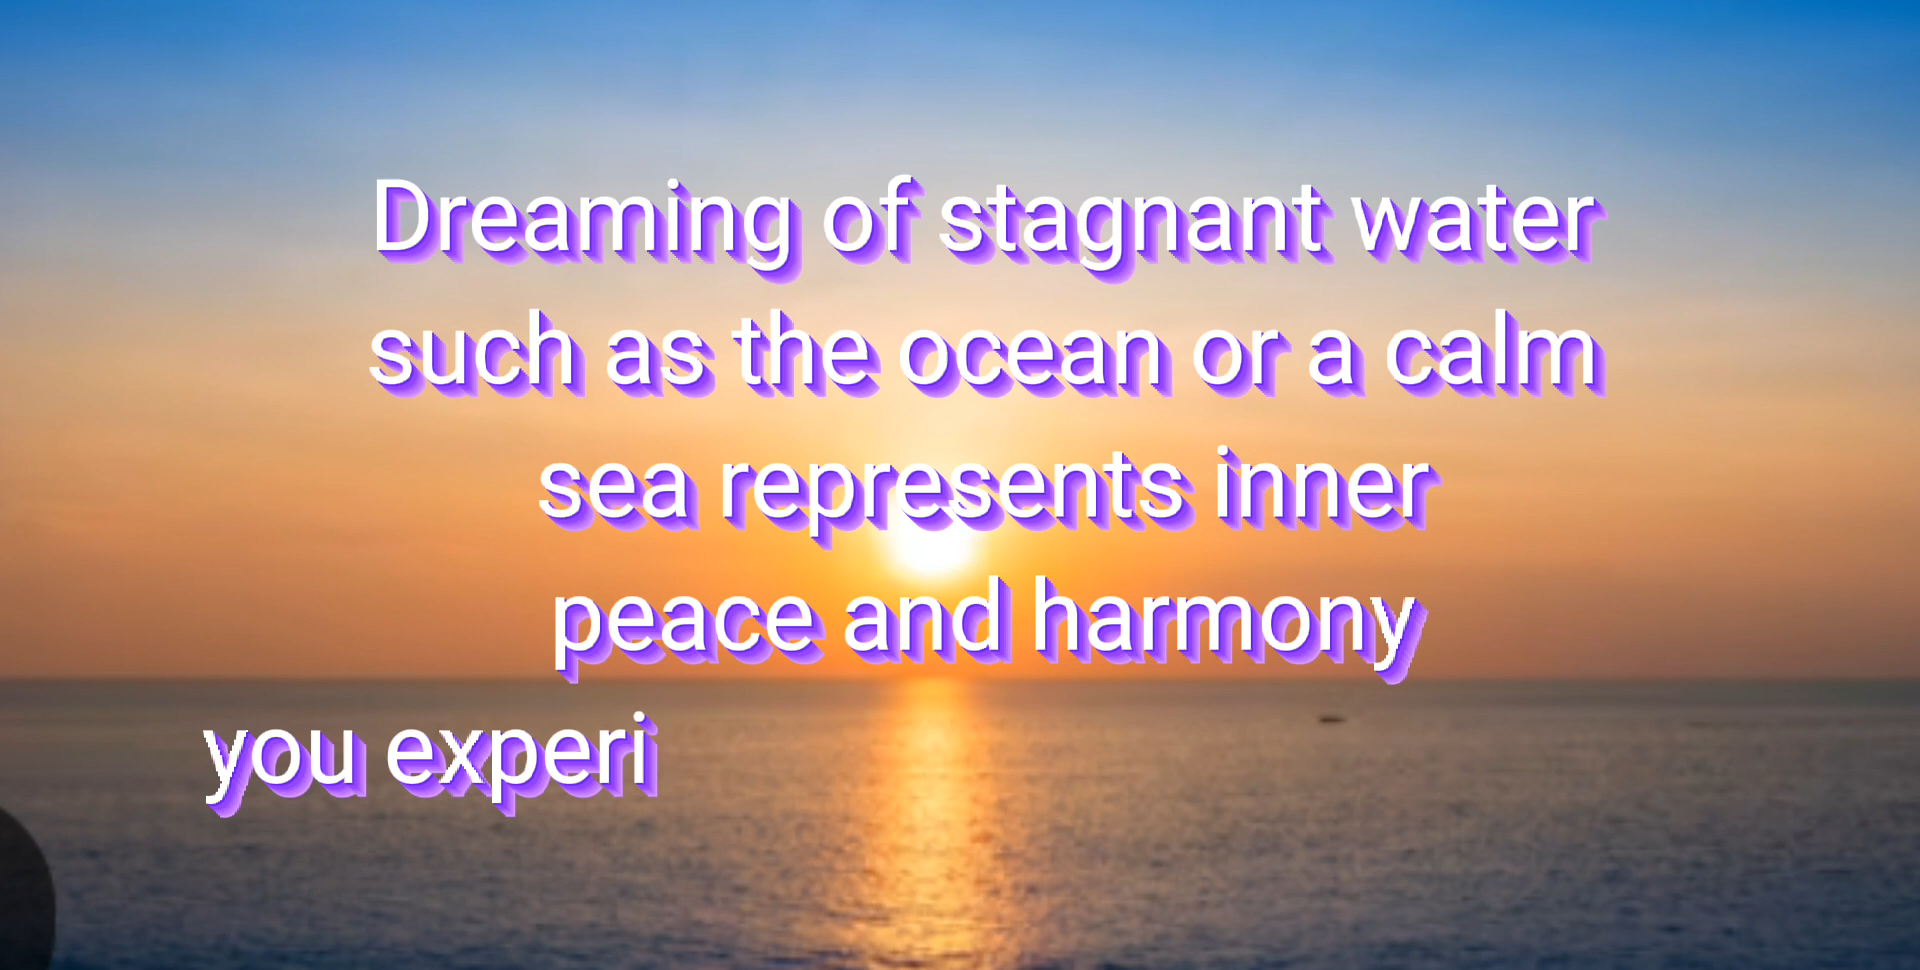 Dreaming of stagnant water
such as the ocean or a calm
sea represents inner
peace and harmony
you experi